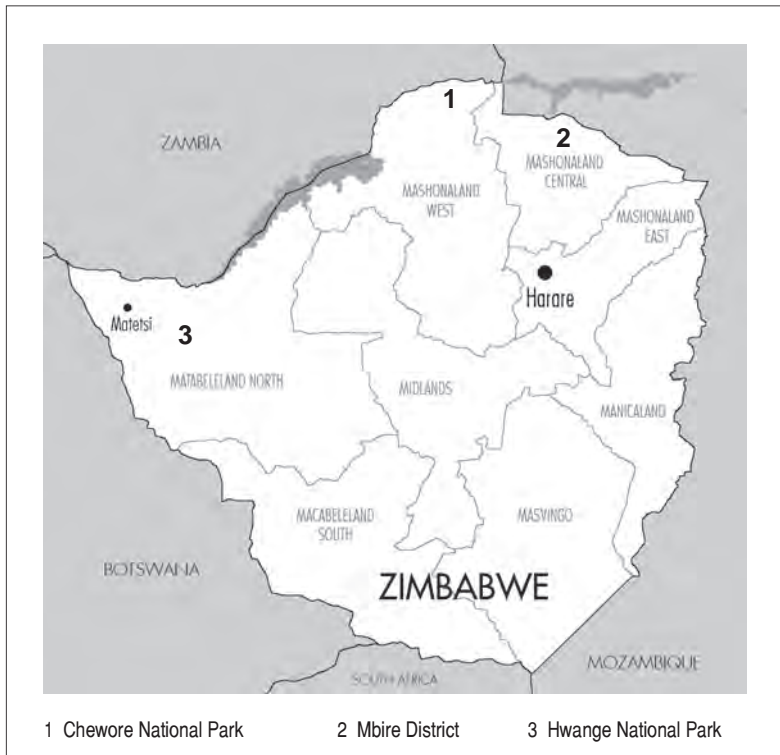 1
ZAMBIA
2
MASHONALAND
CENTRAL
MASHONALAND
WEST
MASHONALAND
EAST
Harare
Matetsi
3
MATABELELAND NORTH
MIDLANDS
MANICALAND
MACABELELAND
SOUTH
MASVINGO
BOTSWANA
ZIMBABWE
MOZAMBIQUE
SOUTH AFRICA
1 Chewore National Park
2 Mbire District
3 Hwange National Park